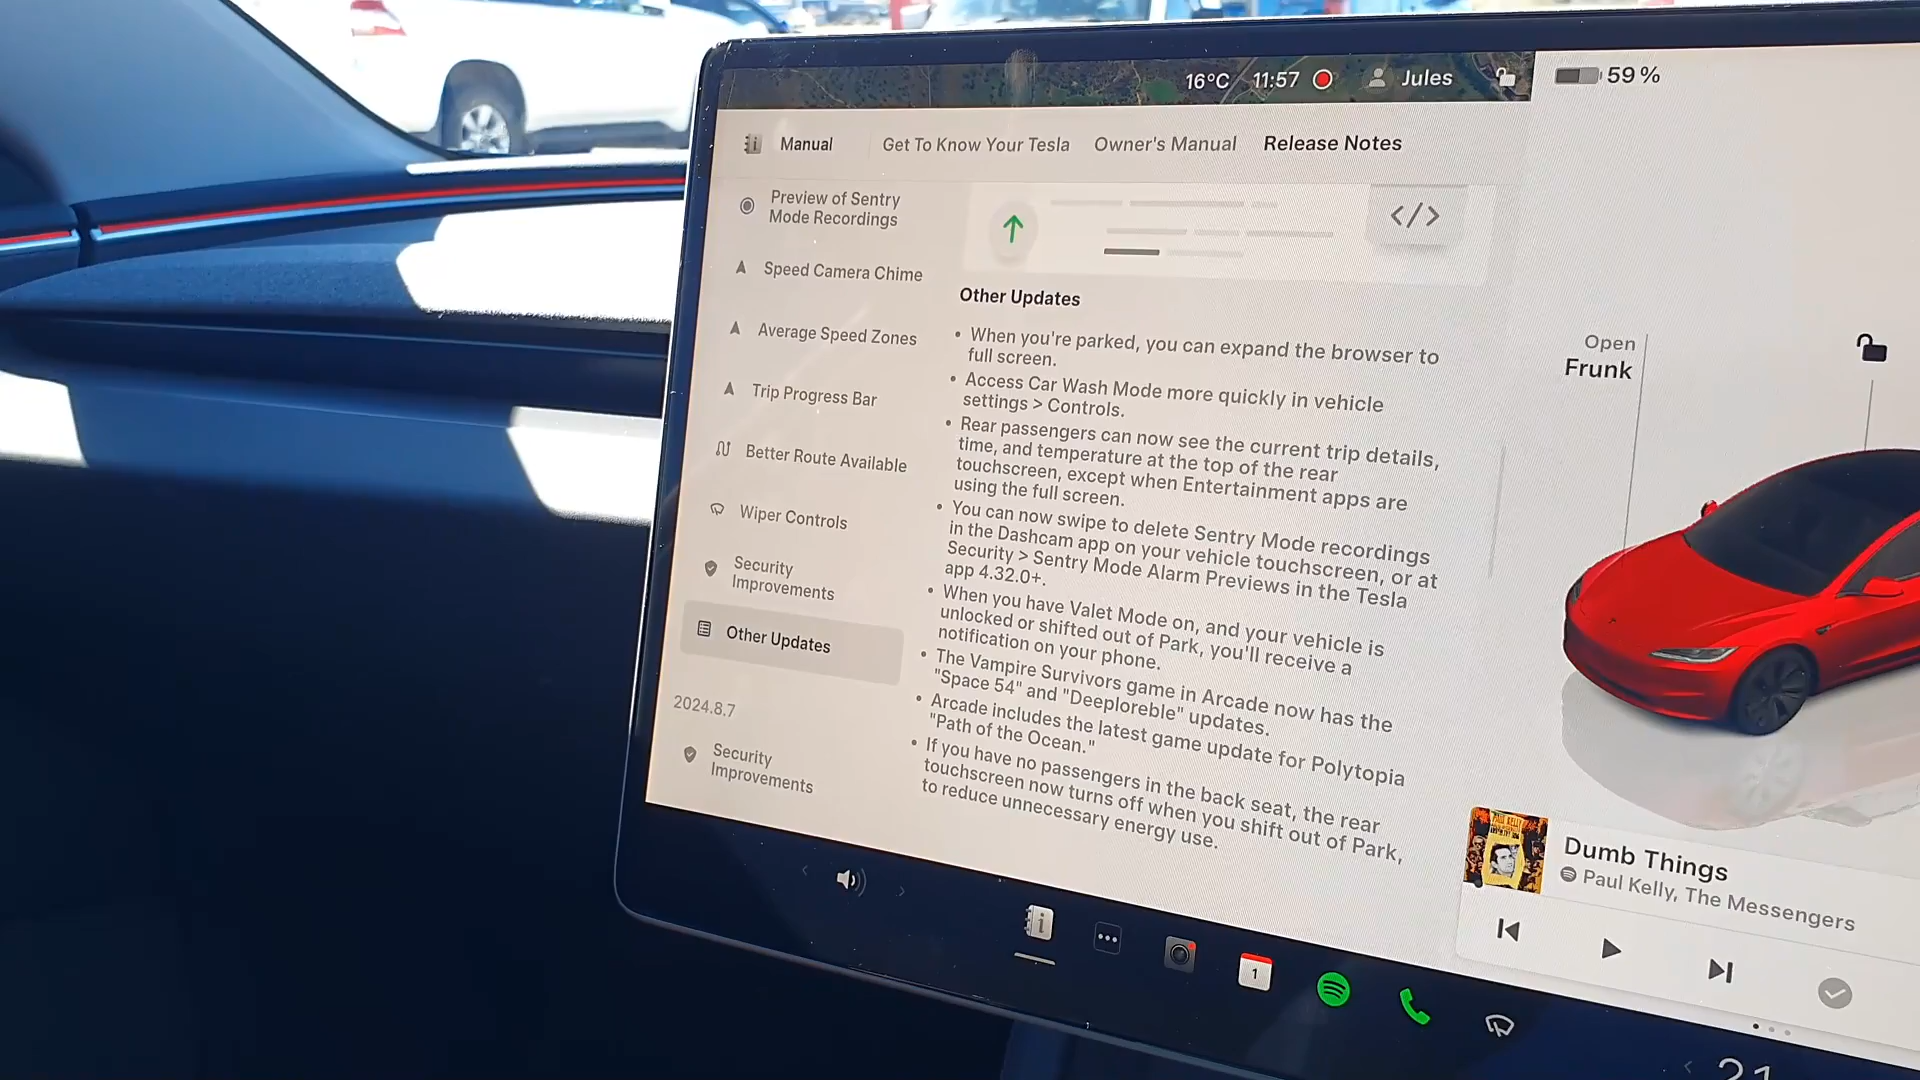 16°C 11:57 Jules
59 %
Manual Get To Know Your Tesla Owner's Manual Release Notes
Preview of Sentry
Mode Recordings
Speed Camera Chime
Average Speed Zones
Trip Progress Bar
Better Route Available
Wiper Controls
Security
Improvements
Other Updates
2024.8.7
Security
Improvements
</>
Other Updates
• When you're parked, you can expand the browser to
full screen.
• Access Car Wash Mode more quickly in vehicle
settings > Controls.
• Rear passengers can now see the current trip details,
time, and temperature at the top of the rear
touchscreen, except when Entertainment apps are
using the full screen.
• You can now swipe to delete Sentry Mode recordings
in the Dashcam app on your vehicle touchscreen, or at
Security > Sentry Mode Alarm Previews in the Tesla
app 4.32.0+.
• When you have Valet Mode on, and your vehicle is
unlocked or shifted out of Park, you'll receive a
notification on your phone.
• The Vampire Survivors game in Arcade now has the
"Space 54" and "Deeploreble" updates.
• Arcade includes the latest game update for Polytopia
"Path of the Ocean."
• If you have no passengers in the back seat, the rear
touchscreen now turns off when you shift out of Park,
to reduce unnecessary energy use.
Open
Frunk
PAUL KELLY
Dumb Things
Paul Kelly, The Messengers
1
21